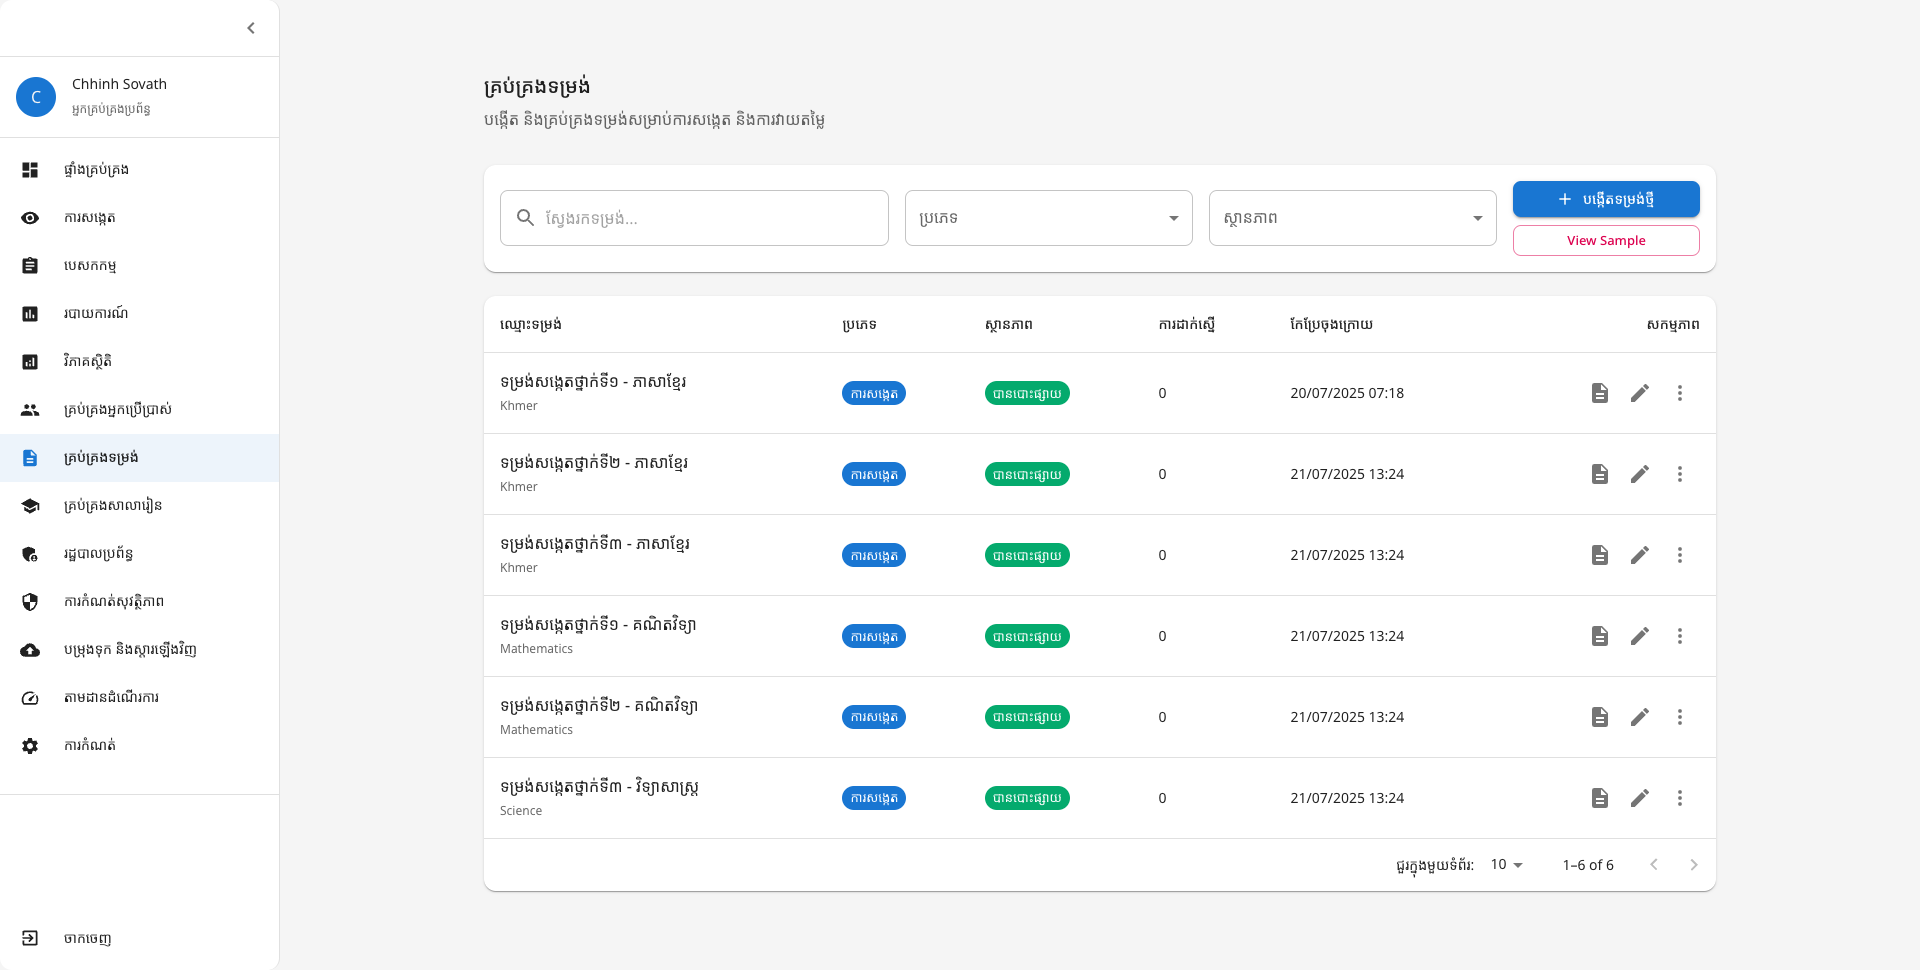 C
Chhinh Sovath
អ្នកគ្រប់គ្រងប្រព័ន្ធ
ផ្ទាំងគ្រប់គ្រង
ការសង្កេត
បេសកកម្ម
របាយការណ៍
វិភាគស្ថិតិ
គ្រប់គ្រងអ្នកប្រើប្រាស់
គ្រប់គ្រងទម្រង់
គ្រប់គ្រងសាលារៀន
រដ្ឋបាលប្រព័ន្ធ
ការកំណត់សុវត្ថិភាព
បម្រុងទុក និងស្តារឡើងវិញ
តាមដានដំណើរការ
ការកំណត់
ចាកចេញ
គ្រប់គ្រងទម្រង់
បង្កើត និងគ្រប់គ្រងទម្រង់សម្រាប់ការសង្កេត និងការវាយតម្លៃ
ស្វែងរកទម្រង់... ប្រភេទ ស្ថានភាព បង្កើតទម្រង់ថ្មី
View Sample
ឈ្មោះទម្រង់ ប្រភេទ ស្ថានភាព ការដាក់ស្នើ កែប្រែចុងក្រោយ សកម្មភាព
ទម្រង់សង្កេតថ្នាក់ទី១ - ភាសាខ្មែរ
Khmer ការសង្កេត បានបោះផ្សាយ 0 20/07/2025 07:18
ទម្រង់សង្កេតថ្នាក់ទី២ - ភាសាខ្មែរ
Khmer ការសង្កេត បានបោះផ្សាយ 0 21/07/2025 13:24
ទម្រង់សង្កេតថ្នាក់ទី៣ - ភាសាខ្មែរ
Khmer ការសង្កេត បានបោះផ្សាយ 0 21/07/2025 13:24
ទម្រង់សង្កេតថ្នាក់ទី១ - គណិតវិទ្យា
Mathematics ការសង្កេត បានបោះផ្សាយ 0 21/07/2025 13:24
ទម្រង់សង្កេតថ្នាក់ទី២ - គណិតវិទ្យា
Mathematics ការសង្កេត បានបោះផ្សាយ 0 21/07/2025 13:24
ទម្រង់សង្កេតថ្នាក់ទី៣ - វិទ្យាសាស្ត្រ
Science ការសង្កេត បានបោះផ្សាយ 0 21/07/2025 13:24
ជួរក្នុងមួយទំព័រ: 10 1–6 of 6